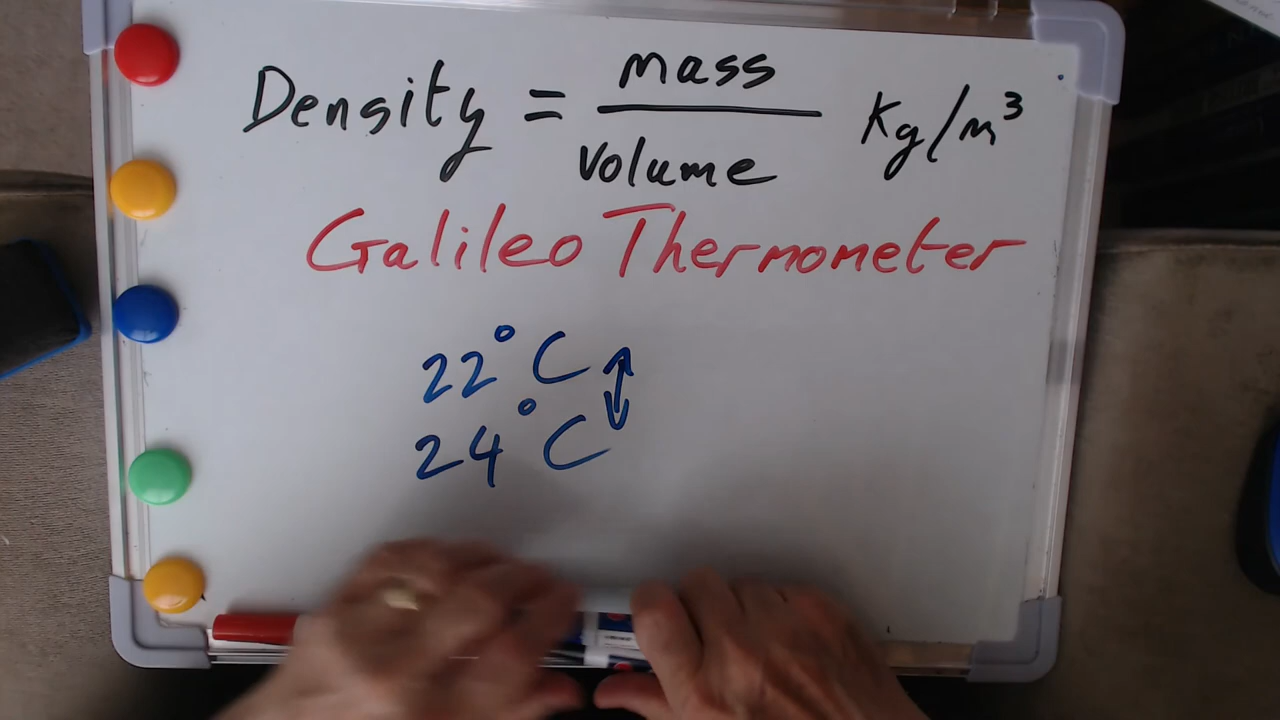 Density = mass / volume Kg/m³
Galileo Thermometer
22°C
24°C